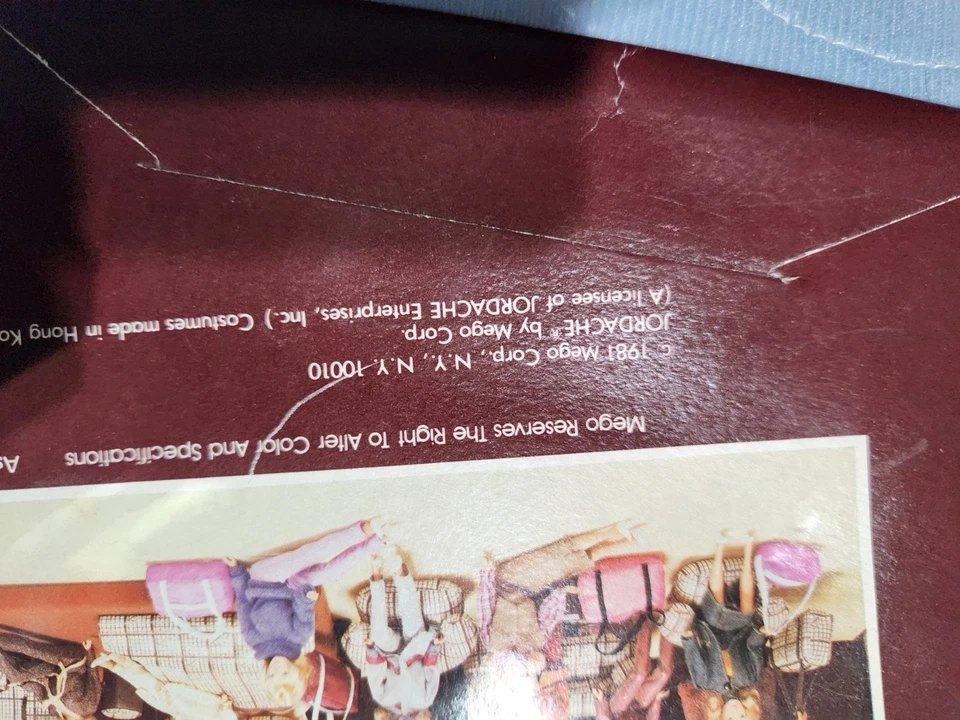 Mego Reserves The Right To Alter Color And Specifications
© 1981 Mego Corp., N.Y., N.Y. 10010
JORDACHE® by Mego Corp.
(A licensee of JORDACHE Enterprises, Inc.) Costumes made in Hong